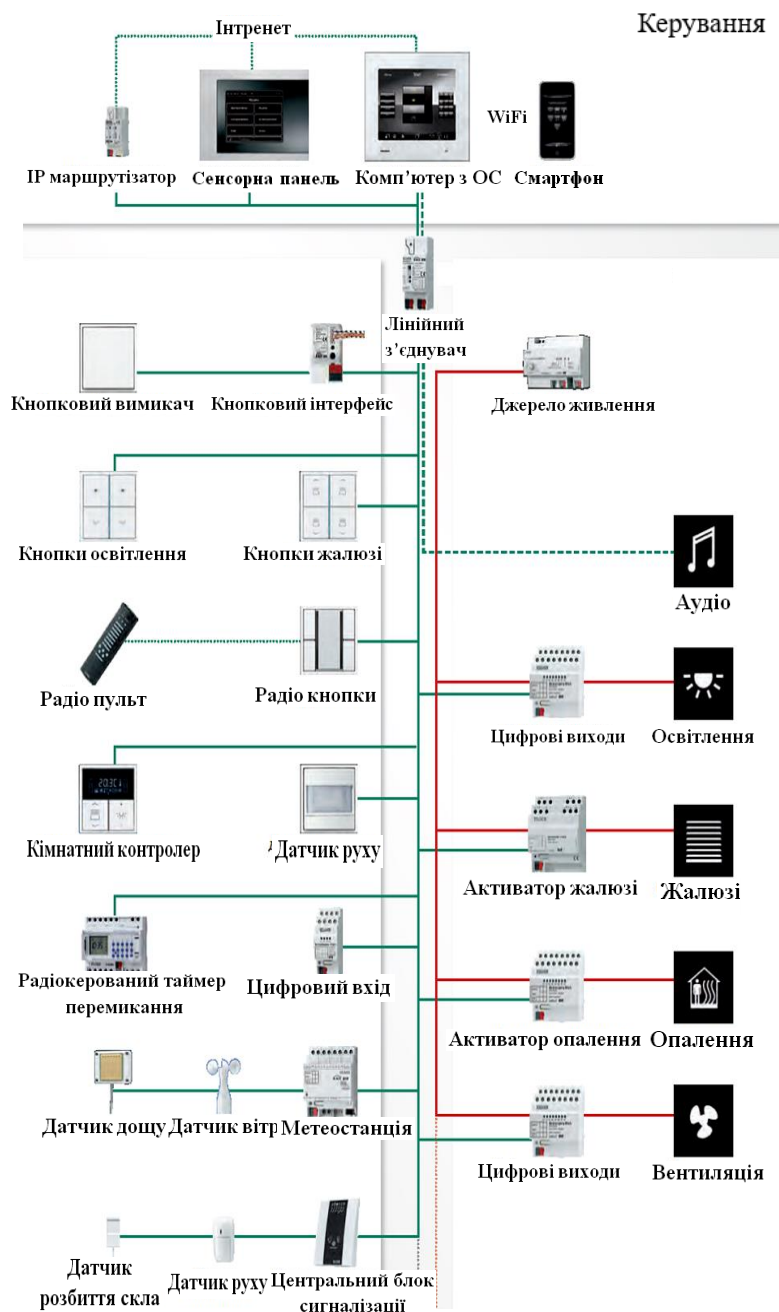 Керування
Інтренет
WiFi
IP маршрутізатор
Сенсорна панель
Комп’ютер з ОС
Смартфон
Лінійний
з’єднувач
Кнопковий вимикач
Кнопковий інтерфейс
Джерело живлення
Кнопки освітлення
Кнопки жалюзі
Аудіо
Радіо пульт
Радіо кнопки
Цифрові виходи
Освітлення
Кімнатний контролер
Датчик руху
Активатор жалюзі
Жалюзі
Радіокерований таймер
перемикання
Цифровий вхід
Активатор опалення
Опалення
Датчик дощу
Датчик вітр
Метеостанція
Цифрові виходи
Вентиляція
Датчик
розбиття скла
Датчик руху
Центральний блок
сигналізації